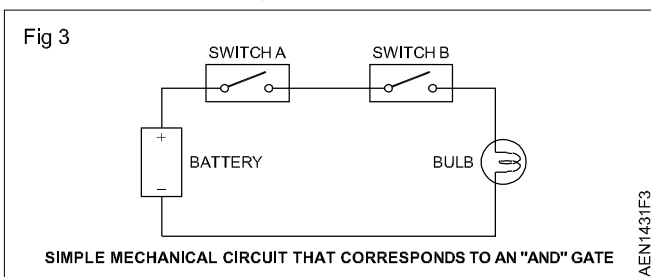 Fig 3
SWITCH A SWITCH B
+
BATTERY BULB
–
SIMPLE MECHANICAL CIRCUIT THAT CORRESPONDS TO AN "AND" GATE
AEN1431F3